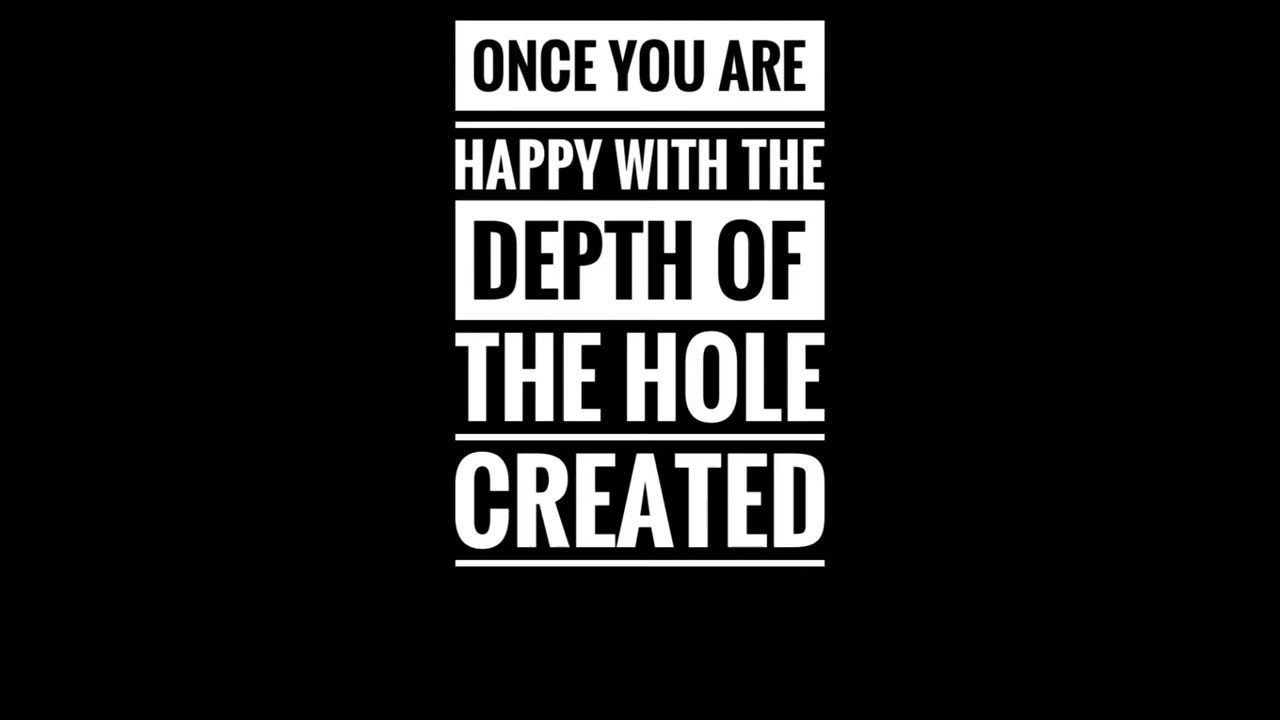 ONCE YOU ARE
HAPPY WITH THE
DEPTH OF
THE HOLE
CREATED